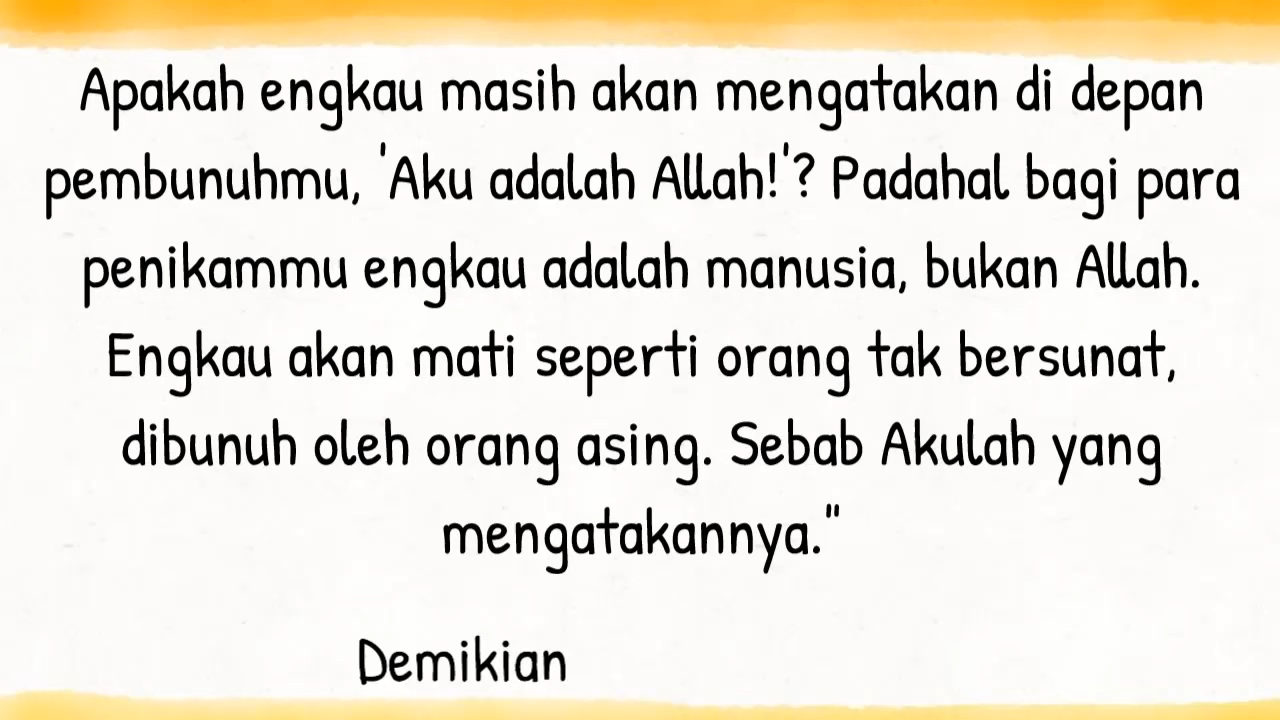 Apakah engkau masih akan mengatakan di depan
pembunuhmu, 'Aku adalah Allah!'? Padahal bagi para
penikammu engkau adalah manusia, bukan Allah.
Engkau akan mati seperti orang tak bersunat,
dibunuh oleh orang asing. Sebab Akulah yang
mengatakannya."
Demikian